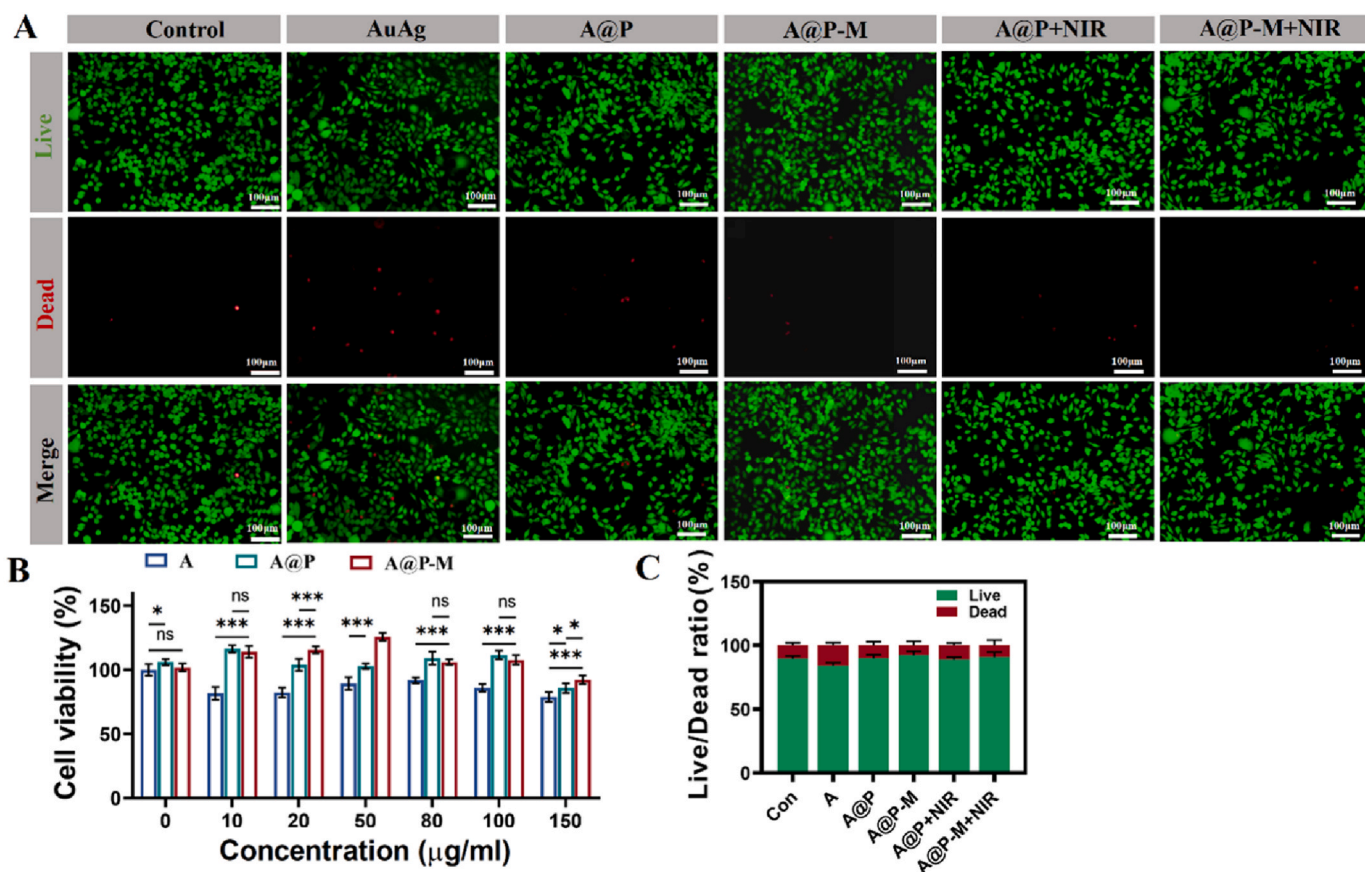 A
Control AuAg A@P A@P-M A@P+NIR A@P-M+NIR
Live
100μm 100μm 100μm 100μm 100μm 100μm
Dead
100μm 100μm 100μm 100μm 100μm 100μm
Merge
100μm 100μm 100μm 100μm 100μm 100μm
B
A A@P A@P-M
Cell viability (%)
150
100
50
0
* ns
ns *** 
*** ***
***
ns ***
ns ***
* * ***
0 10 20 50 80 100 150
Concentration (μg/ml)
C
Live/Dead ratio(%)
150
100
50
0
Live
Dead
Con A A@P A@P-M A@P+NIR A@P-M+NIR